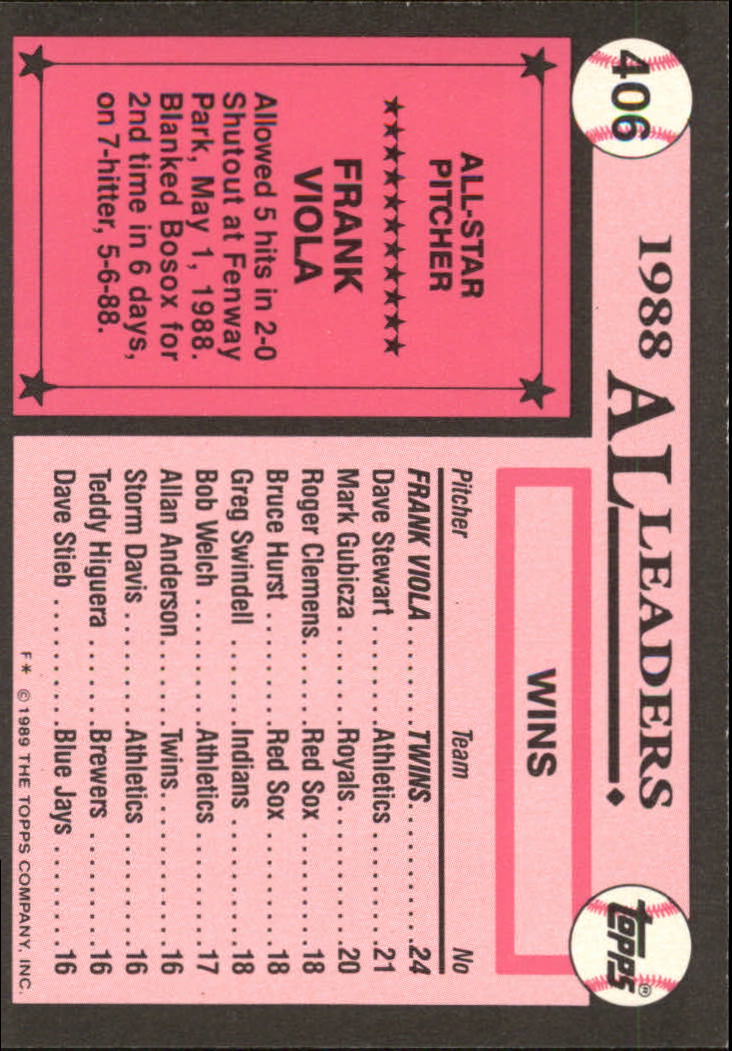 406
1988 AL LEADERS
TOPPS®
ALL-STAR
PITCHER
FRANK
VIOLA
Allowed 5 hits in 2-0
Shutout at Fenway
Park, May 1, 1988.
Blanked Bosox for
2nd time in 6 days,
on 7-hitter, 5-6-88.
WINS
Pitcher Team No
FRANK VIOLA........TWINS............24
Dave Stewart........Athletics..........21
Mark Gubicza.......Royals............20
Roger Clemens.....Red Sox..........18
Bruce Hurst.........Red Sox..........18
Greg Swindell......Indians...........18
Bob Welch..........Athletics..........17
Allan Anderson.....Twins.............16
Storm Davis........Athletics..........16
Teddy Higuera......Brewers..........16
Dave Stieb..........Blue Jays.........16
F* © 1989 THE TOPPS COMPANY, INC.